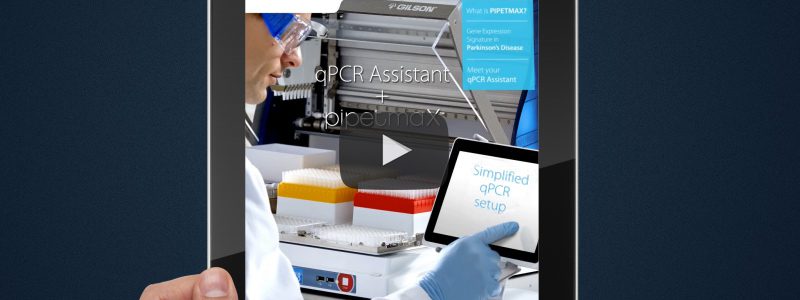 GILSON
What is PIPETMAX?
Gene Expression
Signature in
Parkinson's Disease
Meet your
qPCR Assistant
qPCR Assistant
+
pipetmaX
Simplified
qPCR
setup